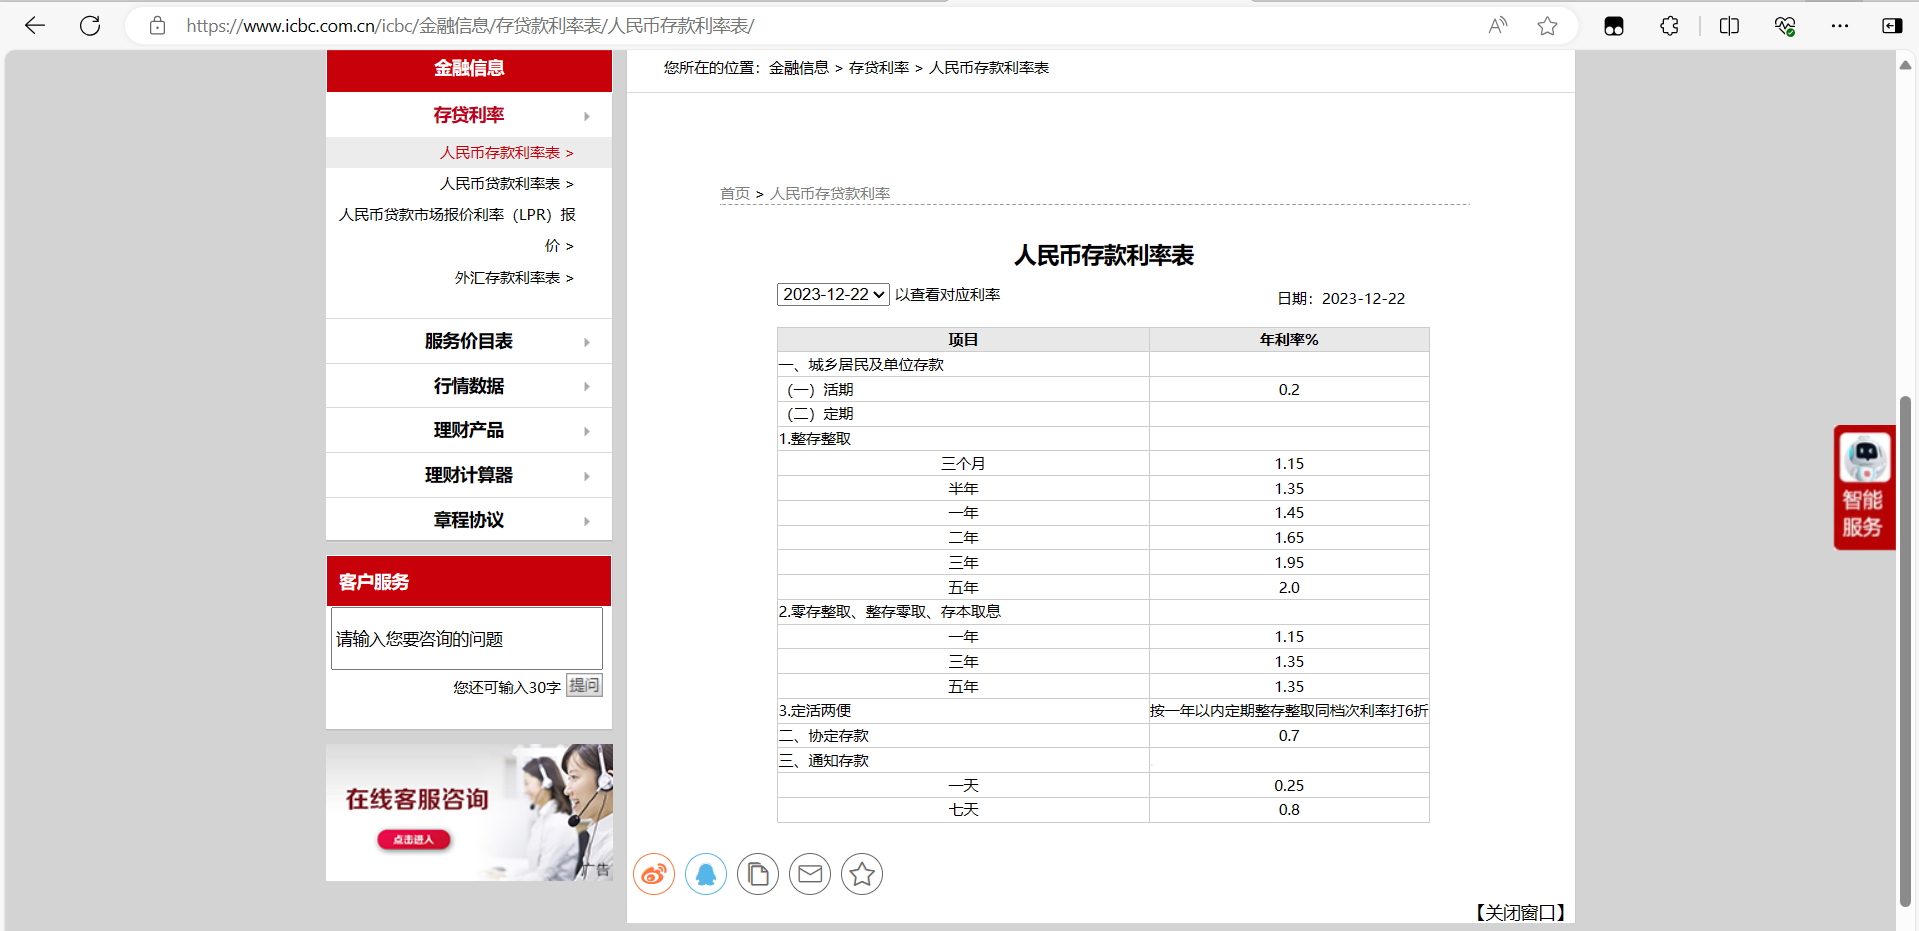 https://www.icbc.com.cn/icbc/金融信息/存贷款利率表/人民币存款利率表/
金融信息
存贷利率
人民币存款利率表 >
人民币贷款利率表 >
人民币贷款市场报价利率（LPR）报
价 >
外汇存款利率表 >
服务价目表
行情数据
理财产品
理财计算器
章程协议
客户服务
请输入您要咨询的问题
您还可输入30字 提问
在线客服咨询
点击进入
广告
您所在的位置：金融信息 > 存贷利率 > 人民币存款利率表
首页 > 人民币存贷款利率
人民币存款利率表
2023-12-22 以查看对应利率
日期：2023-12-22
项目 年利率%
一、城乡居民及单位存款
（一）活期 0.2
（二）定期
1.整存整取
三个月 1.15
半年 1.35
一年 1.45
二年 1.65
三年 1.95
五年 2.0
2.零存整取、整存零取、存本取息
一年 1.15
三年 1.35
五年 1.35
3.定活两便 按一年以内定期整存整取同档次利率打6折
二、协定存款 0.7
三、通知存款
一天 0.25
七天 0.8
【关闭窗口】
智能
服务